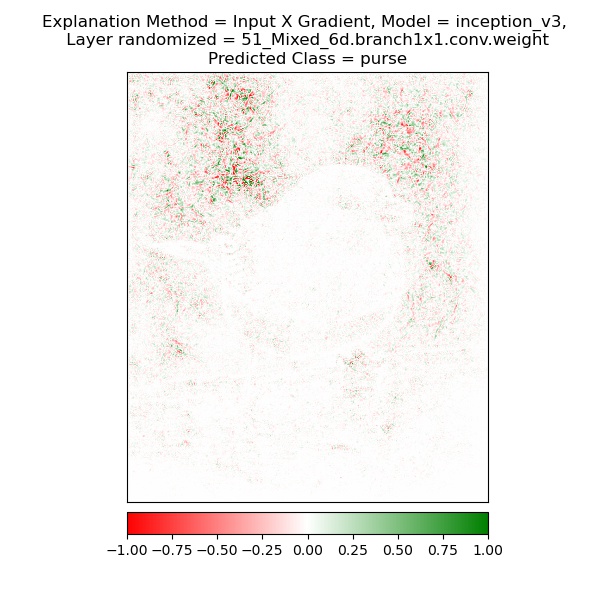 Explanation Method = Input X Gradient, Model = inception_v3,
Layer randomized = 51_Mixed_6d.branch1x1.conv.weight
Predicted Class = purse
−1.00 −0.75 −0.50 −0.25 0.00 0.25 0.50 0.75 1.00